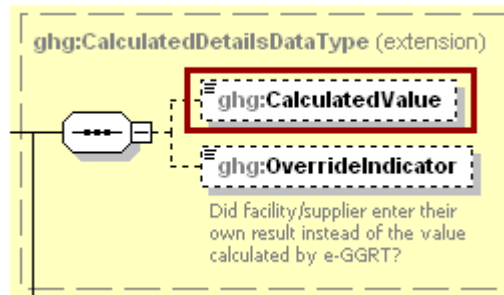 ghg:CalculatedDetailsDataType (extension)
ghg:CalculatedValue
ghg:OverrideIndicator
Did facility/supplier enter their
own result instead of the value
calculated by e-GGRT?